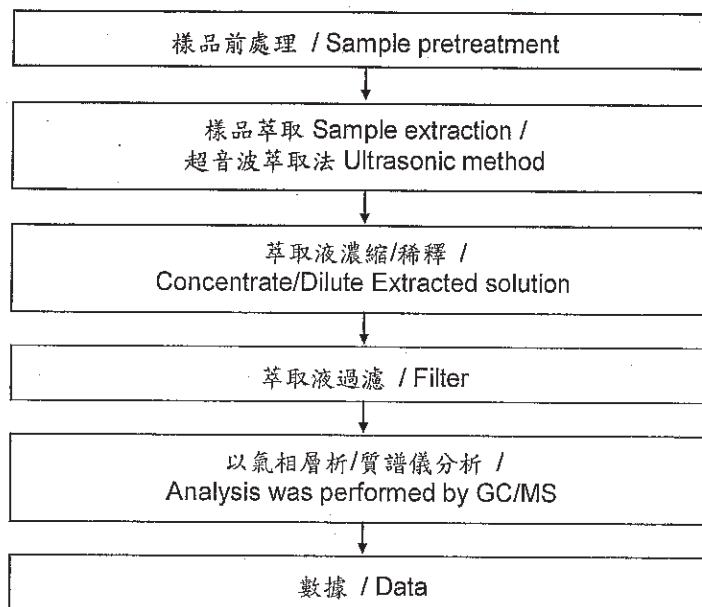 樣品前處理 / Sample pretreatment
樣品萃取 Sample extraction /
超音波萃取法 Ultrasonic method
萃取液濃縮/稀釋 /
Concentrate/Dilute Extracted solution
萃取液過濾 / Filter
以氣相層析/質譜儀分析 /
Analysis was performed by GC/MS
數據 / Data